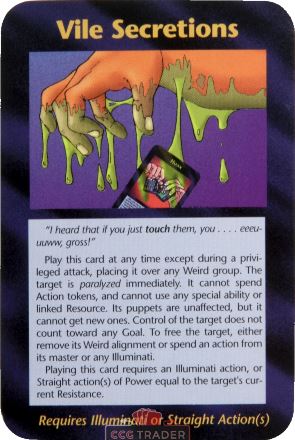 Vile Secretions
Hoax
"I heard that if you just touch them, you . . . . eeeu-
uuww, gross!"
Play this card at any time except during a privi-
leged attack, placing it over any Weird group. The
target is paralyzed immediately. It cannot spend
Action tokens, and cannot use any special ability or
linked Resource. Its puppets are unaffected, but it
cannot get new ones. Control of the target does not
count toward any Goal. To free the target, either
remove its Weird alignment or spend an action from
its master or any Illuminati.
Playing this card requires an Illuminati action, or
Straight action(s) of Power equal to the target's cur-
rent Resistance.
Requires Illuminati or Straight Action(s)
CCG TRADER